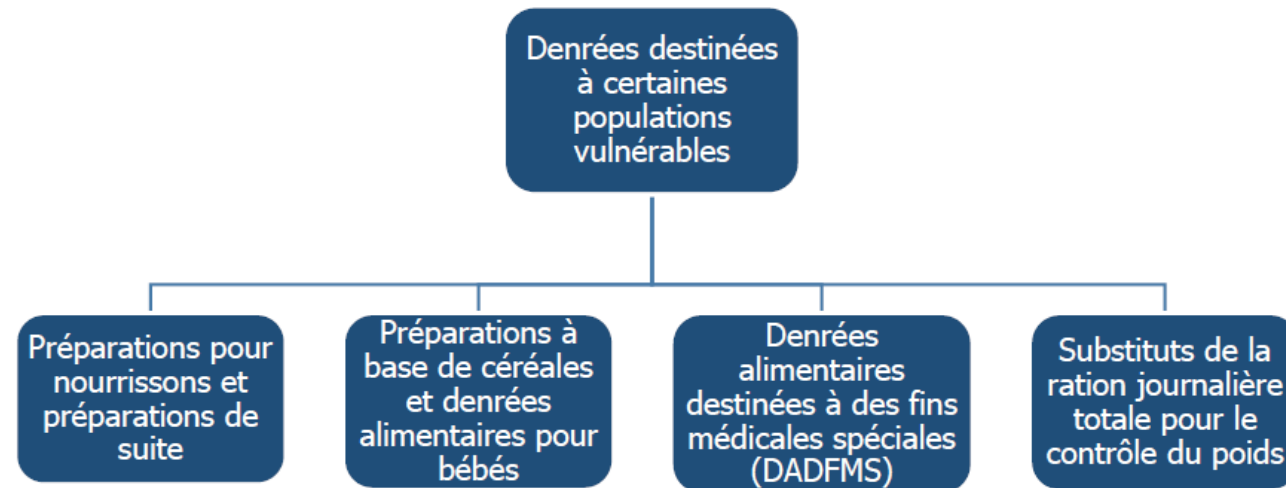 Denrées destinées
à certaines
populations
vulnérables
Préparations pour
nourrissons et
préparations de
suite
Préparations à
base de céréales
et denrées
alimentaires pour
bébés
Denrées
alimentaires
destinées à des fins
médicales spéciales
(DADFMS)
Substituts de la
ration journalière
totale pour le
contrôle du poids